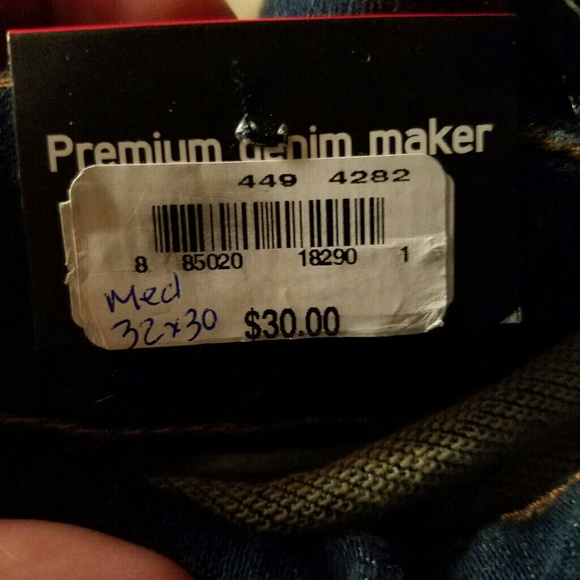 Premium denim maker
449 4282
8 85020 18290 1
Med
32x30 $30.00